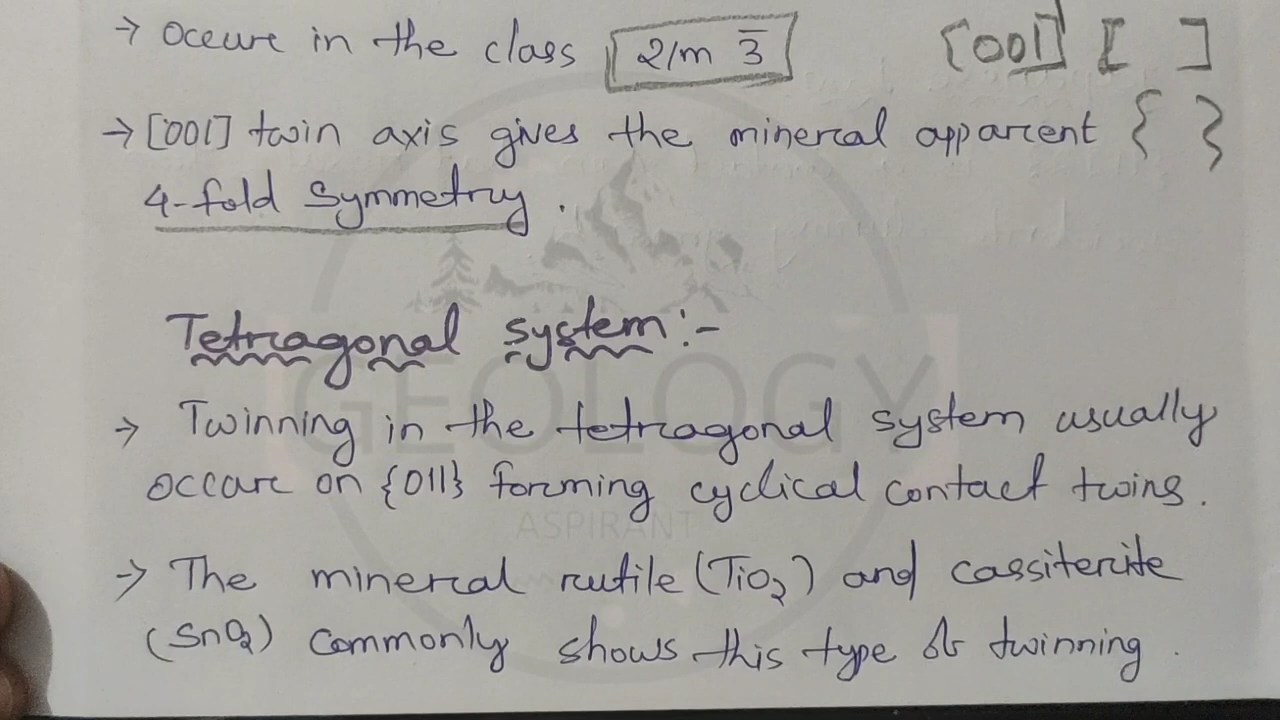 → Occure in the class 2/m 3̅ [001] [ ]
→ [001] twin axis gives the mineral apparent { }
4-fold Symmetry.
Tetragonal system:-
→ Twinning in the tetragonal system usually
occure on {011} forming cyclical contact twins.
→ The mineral rutile (TiO2) and cassiterite
(SnO2) commonly shows this type of twinning.
GEOLOGY
ASPIRANT